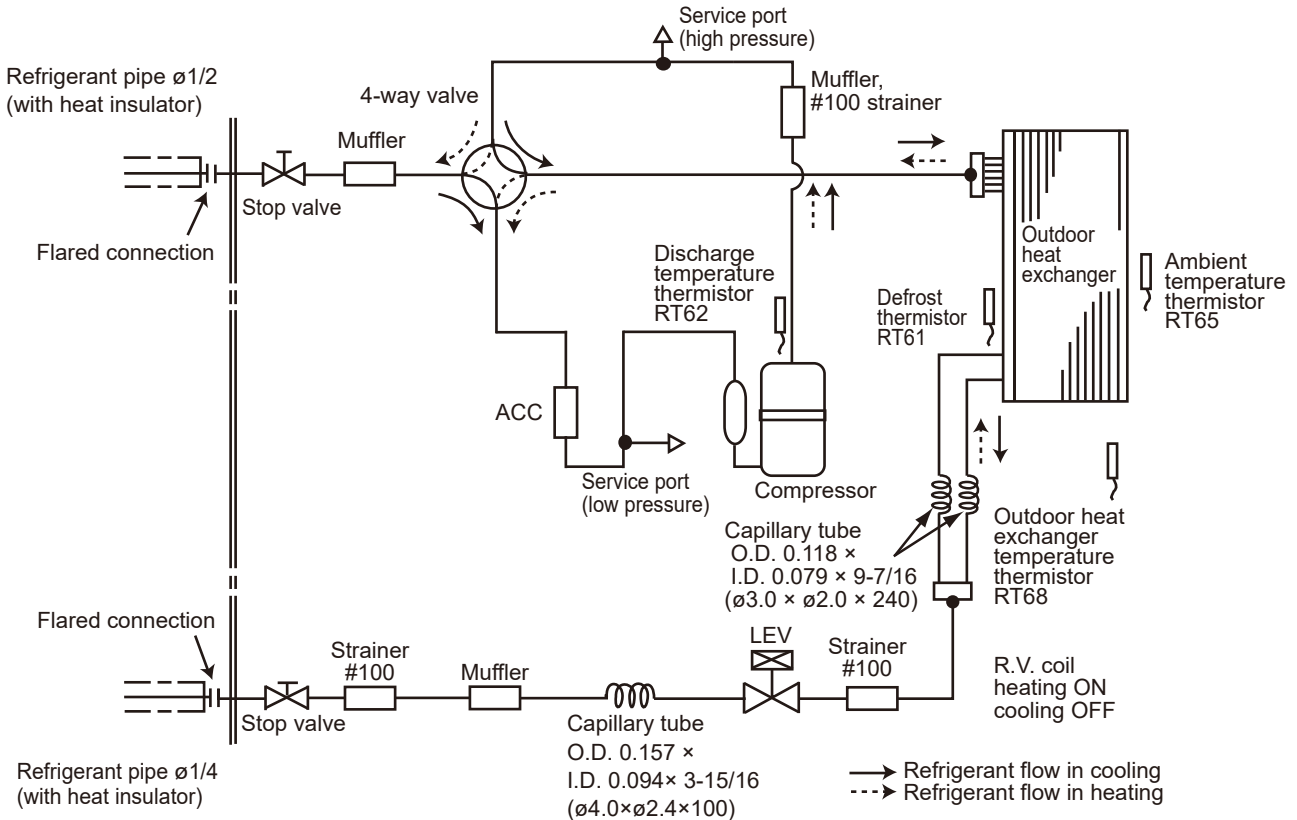 Service port
(high pressure)
Refrigerant pipe ø1/2
(with heat insulator)
4-way valve
Muffler,
#100 strainer
Muffler
Stop valve
Flared connection
Discharge
temperature
thermistor
RT62
Outdoor
heat
exchanger
Ambient
temperature
thermistor
RT65
Defrost
thermistor
RT61
ACC
Service port
(low pressure)
Compressor
Capillary tube
O.D. 0.118 ×
I.D. 0.079 × 9-7/16
(ø3.0 × ø2.0 × 240)
Outdoor heat
exchanger
temperature
thermistor
RT68
Flared connection
Strainer
#100
Muffler
LEV
Strainer
#100
R.V. coil
heating ON
cooling OFF
Stop valve
Capillary tube
O.D. 0.157 ×
I.D. 0.094× 3-15/16
(ø4.0×ø2.4×100)
Refrigerant pipe ø1/4
(with heat insulator)
Refrigerant flow in cooling
Refrigerant flow in heating